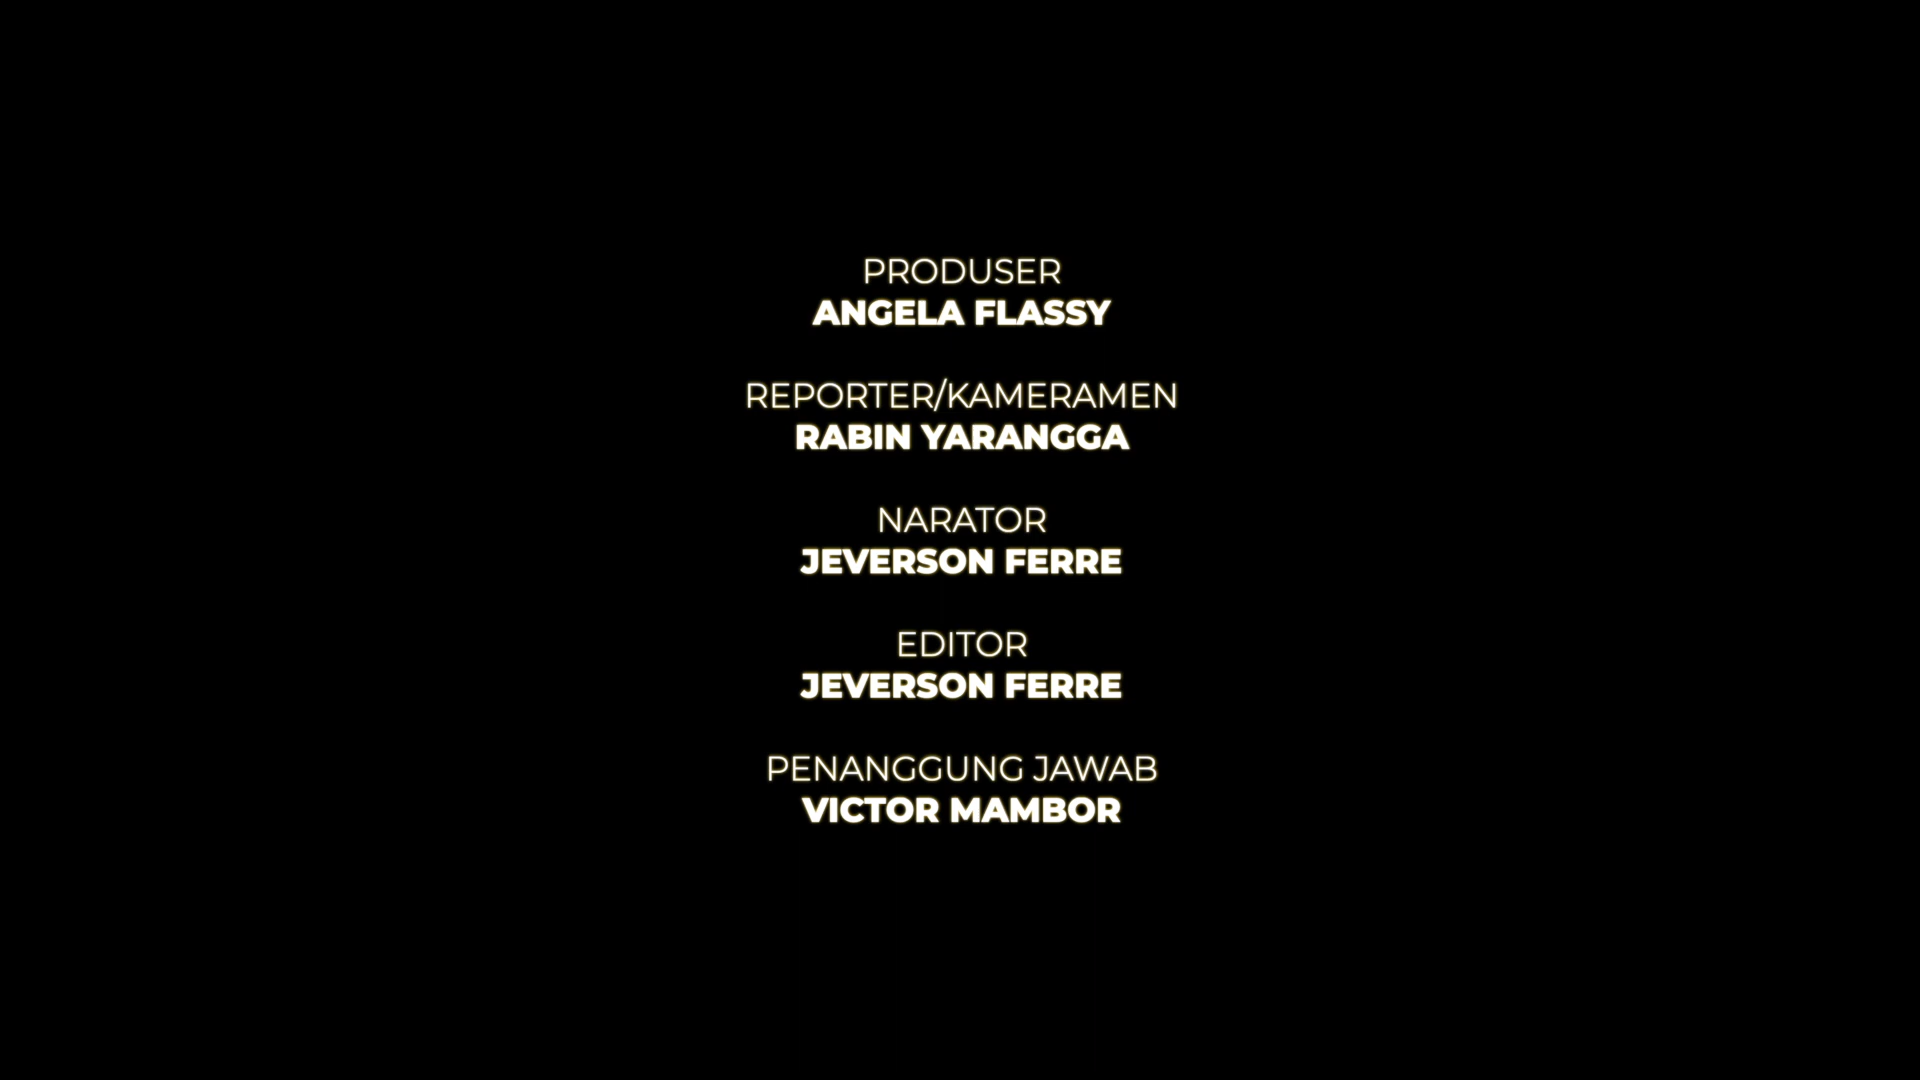 PRODUSER
ANGELA FLASSY
REPORTER/KAMERAMEN
RABIN YARANGGA
NARATOR
JEVERSON FERRE
EDITOR
JEVERSON FERRE
PENANGGUNG JAWAB
VICTOR MAMBOR